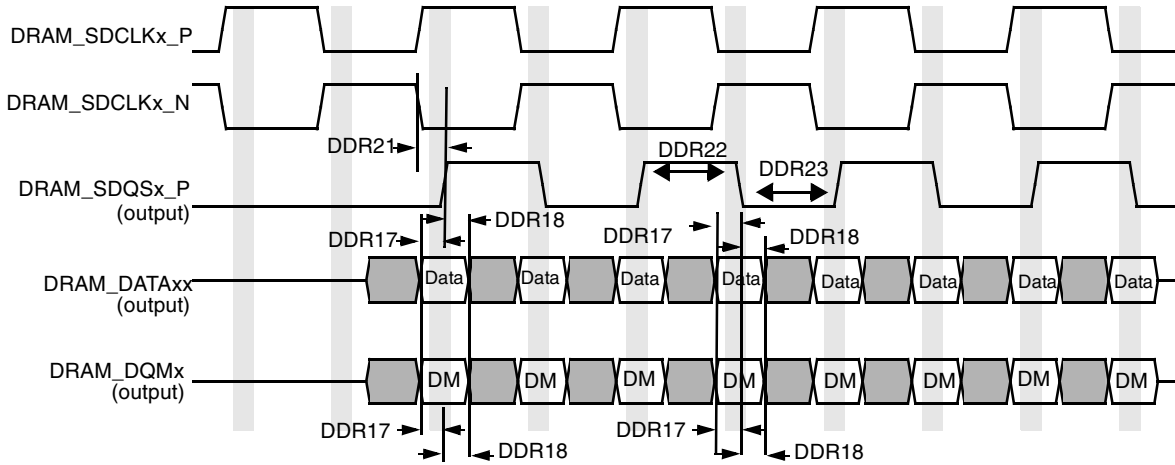 DRAM_SDCLKx_P
DRAM_SDCLKx_N
DDR21
DDR22
DDR23
DRAM_SDQSx_P
(output)
DDR18
DDR17
DDR17
DDR18
DRAM_DATAxx
(output)
Data Data Data Data Data Data Data Data
DRAM_DQMx
(output)
DM DM DM DM DM DM DM DM
DDR17
DDR18
DDR17
DDR18